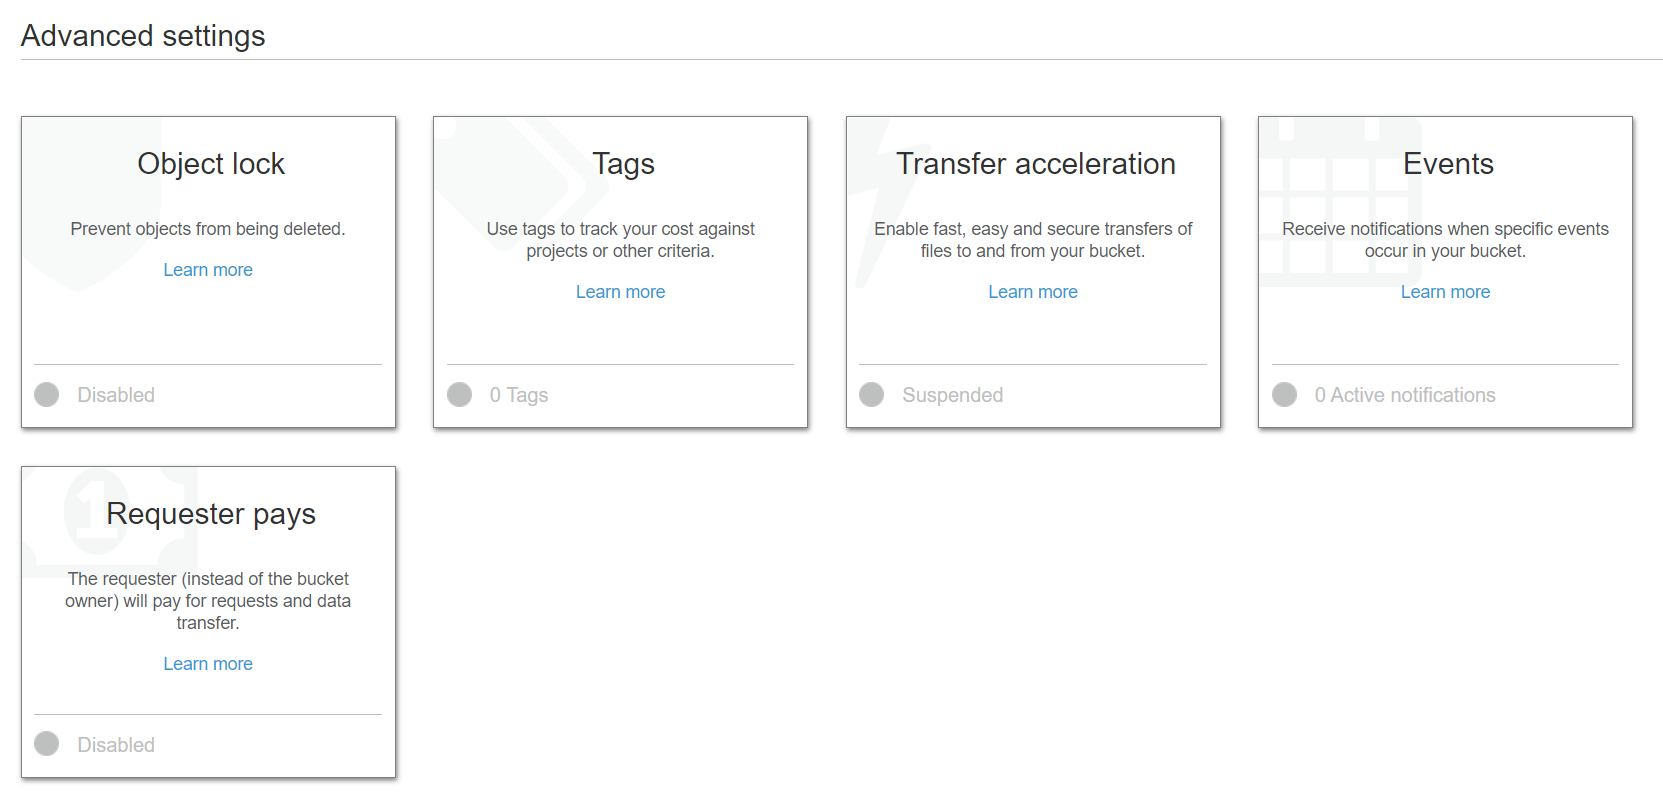 Advanced settings
Object lock
Prevent objects from being deleted.
Learn more
Disabled
Tags
Use tags to track your cost against
projects or other criteria.
Learn more
0 Tags
Transfer acceleration
Enable fast, easy and secure transfers of
files to and from your bucket.
Learn more
Suspended
Events
Receive notifications when specific events
occur in your bucket.
Learn more
0 Active notifications
1
Requester pays
The requester (instead of the bucket
owner) will pay for requests and data
transfer.
Learn more
Disabled